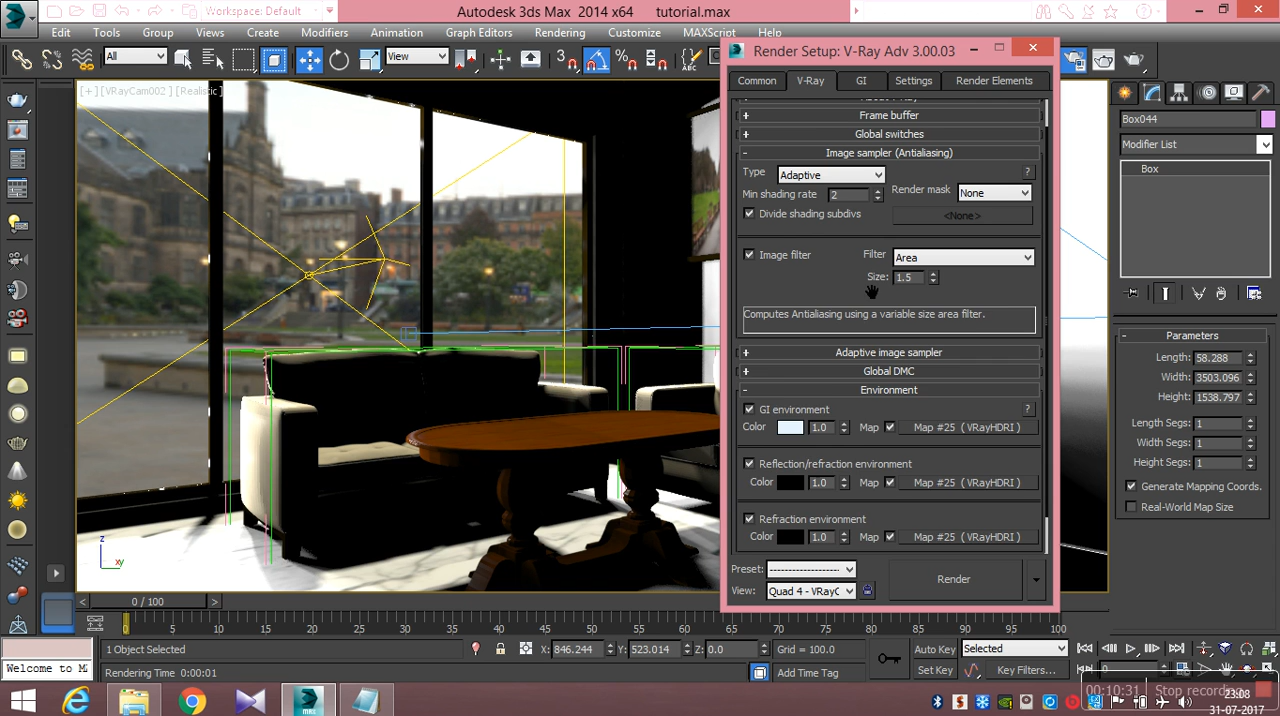 Workspace: Default
Autodesk 3ds Max 2014 x64 tutorial.max
Edit Tools Group Views Create Modifiers Animation Graph Editors Rendering Customize MAXScript Help
All
View
[+] [VRayCam002 ] [Realistic]
Render Setup: V-Ray Adv 3.00.03
Common V-Ray GI Settings Render Elements
+ Frame buffer
+ Global switches
- Image sampler (Antialiasing)
Type Adaptive ?
Min shading rate 2 Render mask None
Divide shading subdivs <None>
Image filter Filter Area
Size: 1.5
Computes Antialiasing using a variable size area filter.
+ Adaptive image sampler
+ Global DMC
- Environment
GI environment ?
Color 1.0 Map Map #25 ( VRayHDRI )
Reflection/refraction environment
Color 1.0 Map Map #25 ( VRayHDRI )
Refraction environment
Color 1.0 Map Map #25 ( VRayHDRI )
Preset: Render
View: Quad 4 - VRayC
Box044
Modifier List
Box
- Parameters
Length: 58.288
Width: 3503.096
Height: 1538.797
Length Segs: 1
Width Segs: 1
Height Segs: 1
Generate Mapping Coords.
Real-World Map Size
z
xy
< 0 / 100 >
0 5 10 15 20 25 30 35 40 45 50 55 60 65 70 75 80 85 90 95 100
1 Object Selected X: 846.244 Y: 523.014 Z: 0.0 Grid = 100.0 Auto Key Selected
Welcome to M Rendering Time: 0:00:01 Add Time Tag Set Key Key Filters... 0
00:10:31 Stop recor
23:08
31-07-2017